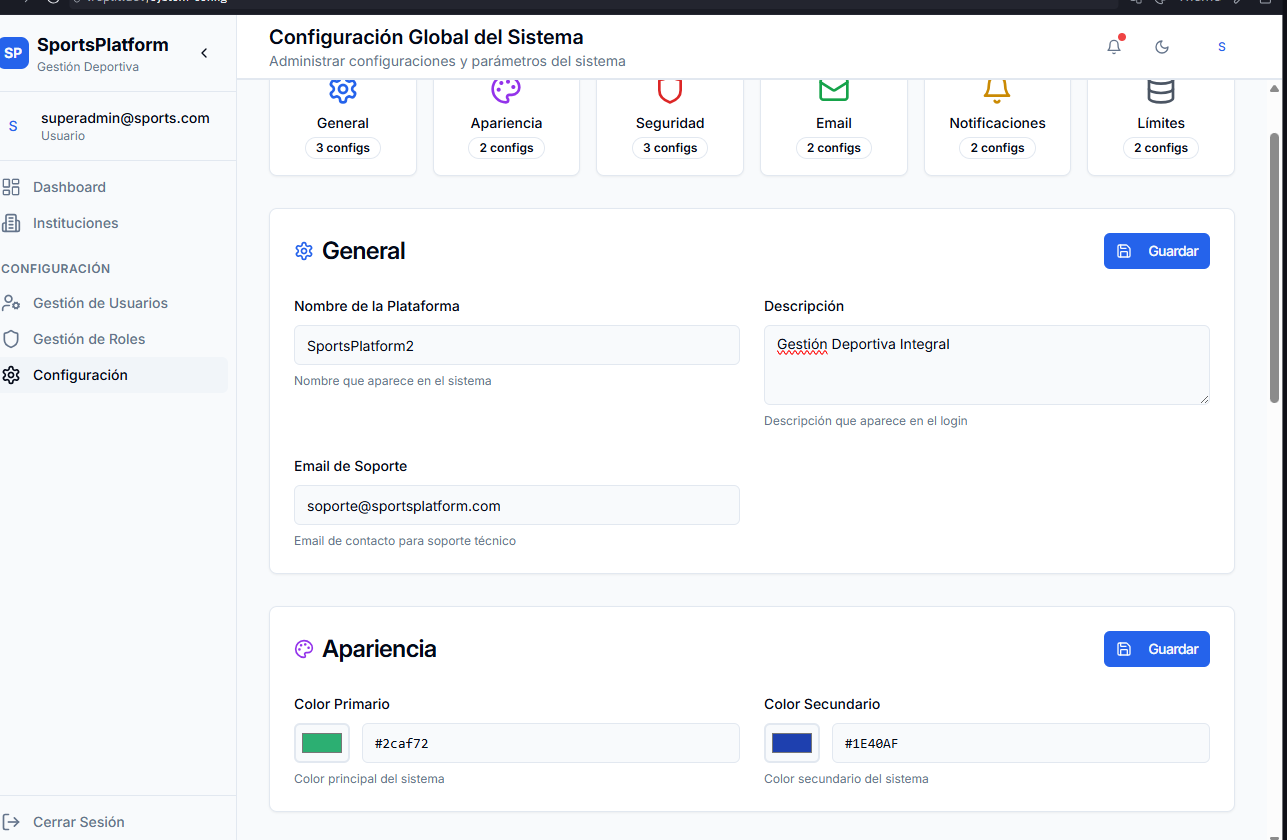 SP
SportsPlatform
Gestión Deportiva
S
superadmin@sports.com
Usuario
Dashboard
Instituciones
CONFIGURACIÓN
Gestión de Usuarios
Gestión de Roles
Configuración
Cerrar Sesión
Configuración Global del Sistema
Administrar configuraciones y parámetros del sistema
S
General
3 configs
Apariencia
2 configs
Seguridad
3 configs
Email
2 configs
Notificaciones
2 configs
Límites
2 configs
General
Guardar
Nombre de la Plataforma
SportsPlatform2
Nombre que aparece en el sistema
Descripción
Gestión Deportiva Integral
Descripción que aparece en el login
Email de Soporte
soporte@sportsplatform.com
Email de contacto para soporte técnico
Apariencia
Guardar
Color Primario
#2caf72
Color principal del sistema
Color Secundario
#1E40AF
Color secundario del sistema